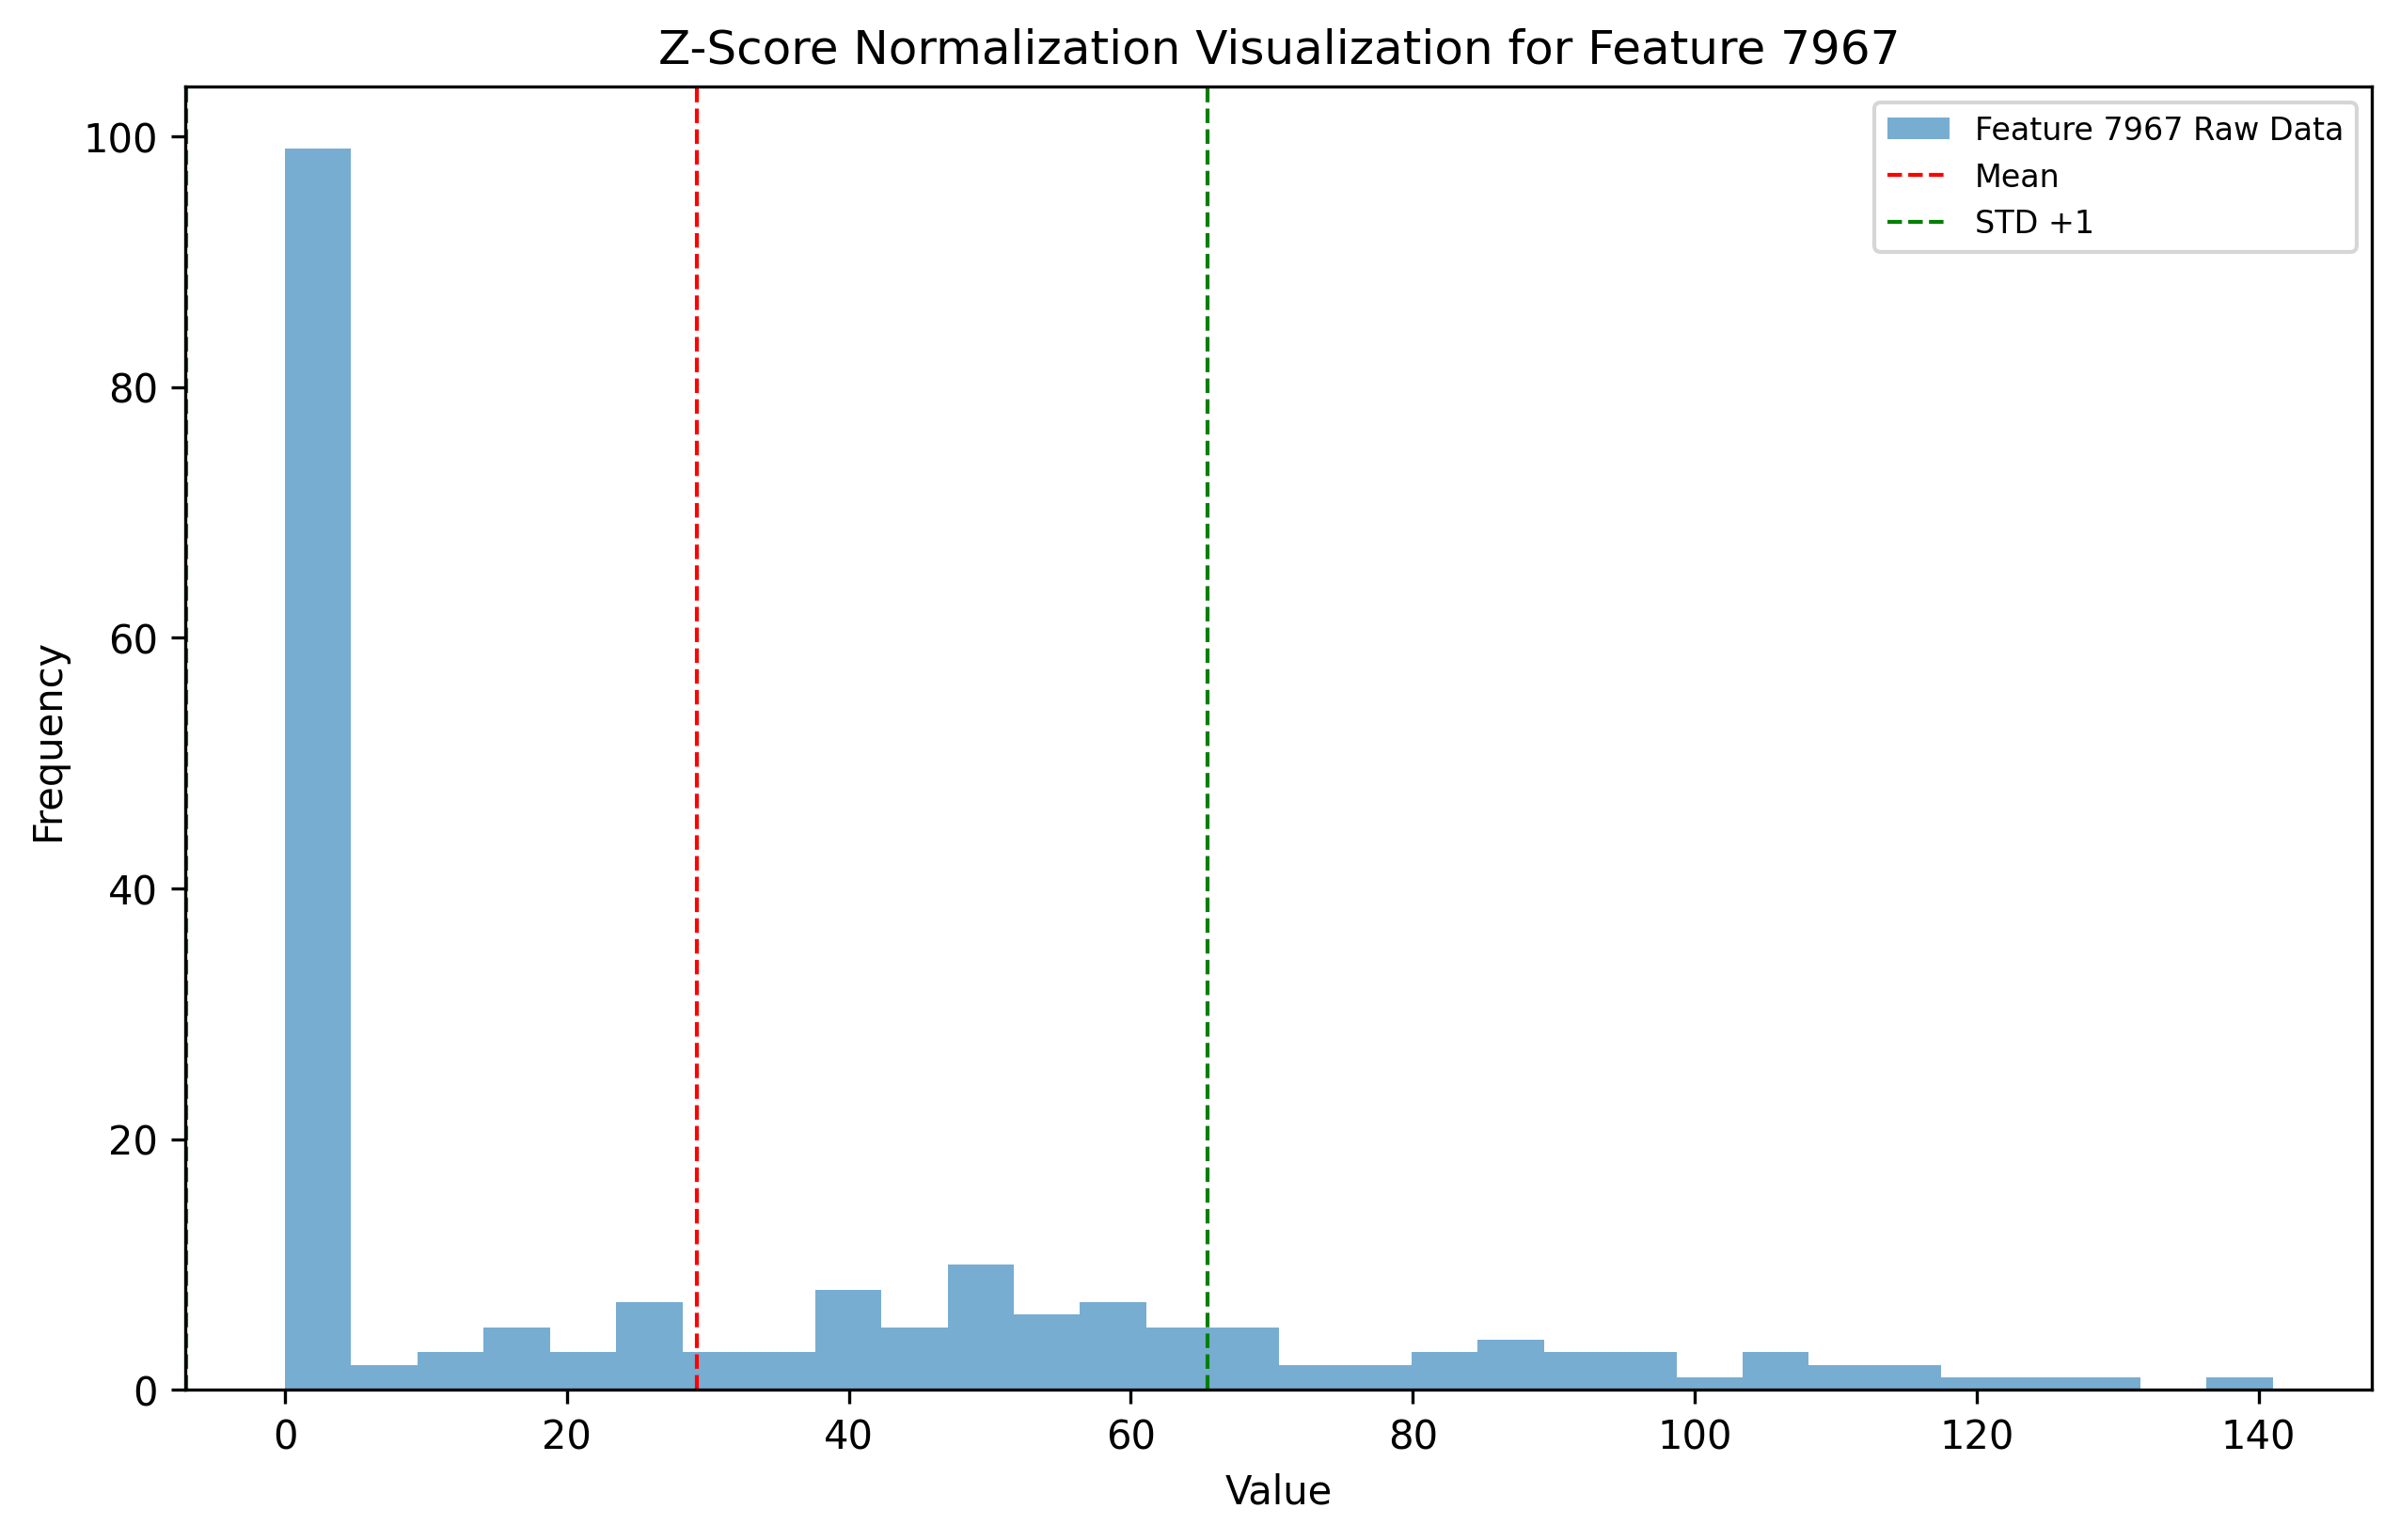 Z-Score Normalization Visualization for Feature 7967
Feature 7967 Raw Data
Mean
STD +1
100
80
60
40
20
0
Frequency
0 20 40 60 80 100 120 140
Value